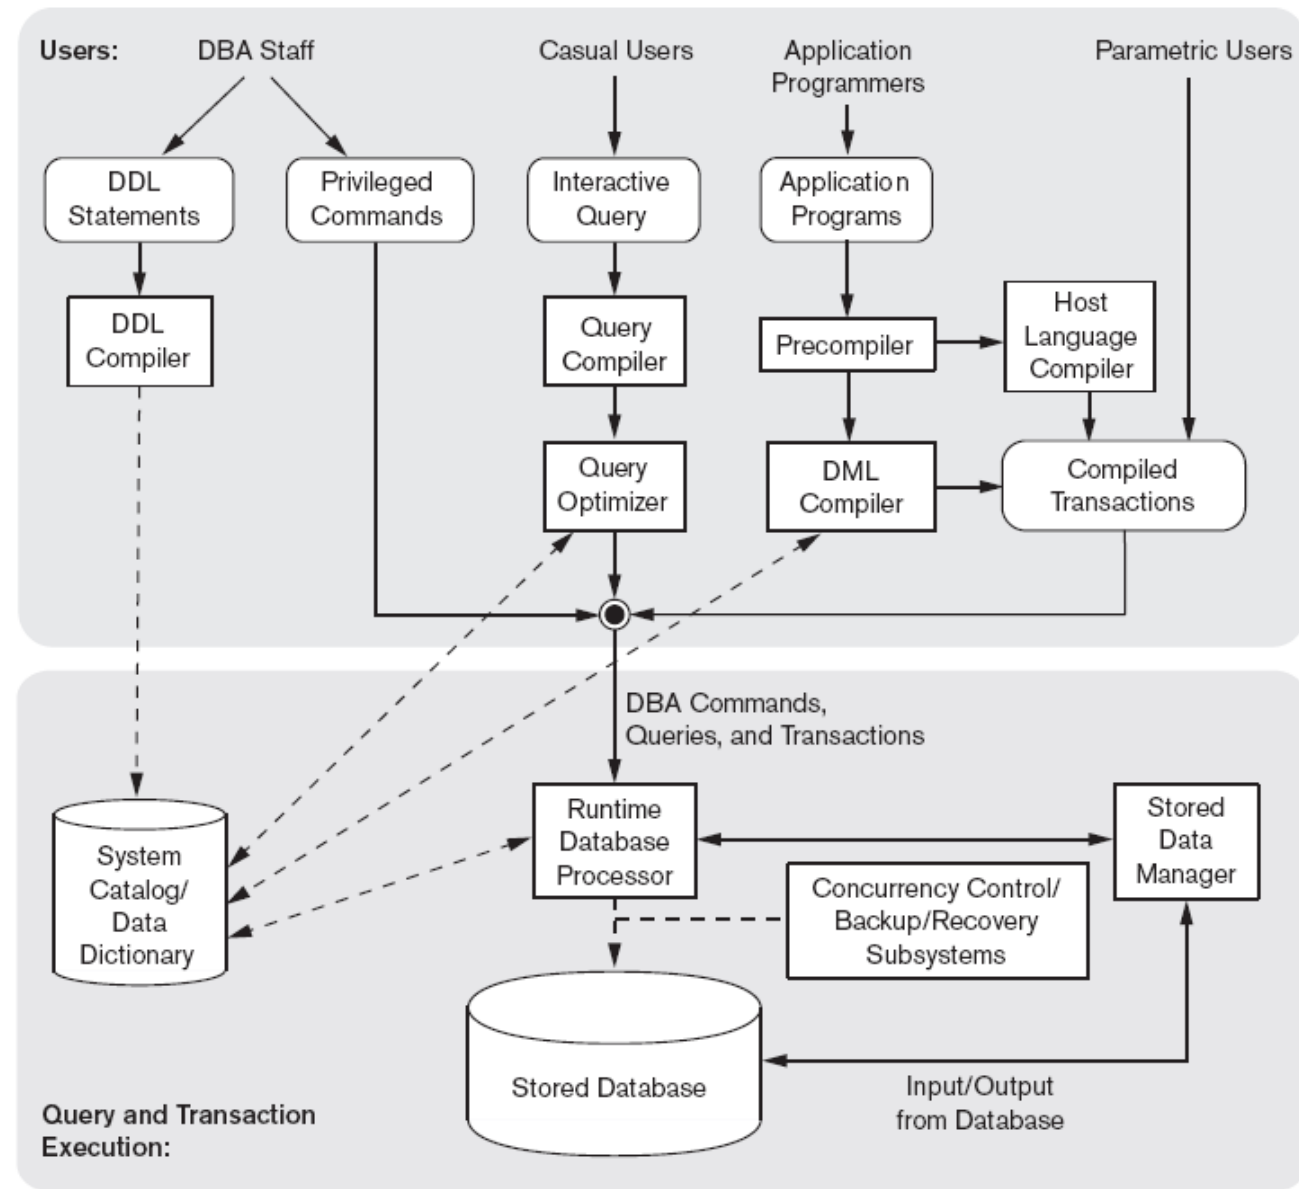 Users:
DBA Staff
Casual Users
Application
Programmers
Parametric Users
DDL
Statements
Privileged
Commands
Interactive
Query
Application
Programs
DDL
Compiler
Query
Compiler
Precompiler
Host
Language
Compiler
Query
Optimizer
DML
Compiler
Compiled
Transactions
DBA Commands,
Queries, and Transactions
System
Catalog/
Data
Dictionary
Runtime
Database
Processor
Stored
Data
Manager
Concurrency Control/
Backup/Recovery
Subsystems
Stored Database
Input/Output
from Database
Query and Transaction
Execution: